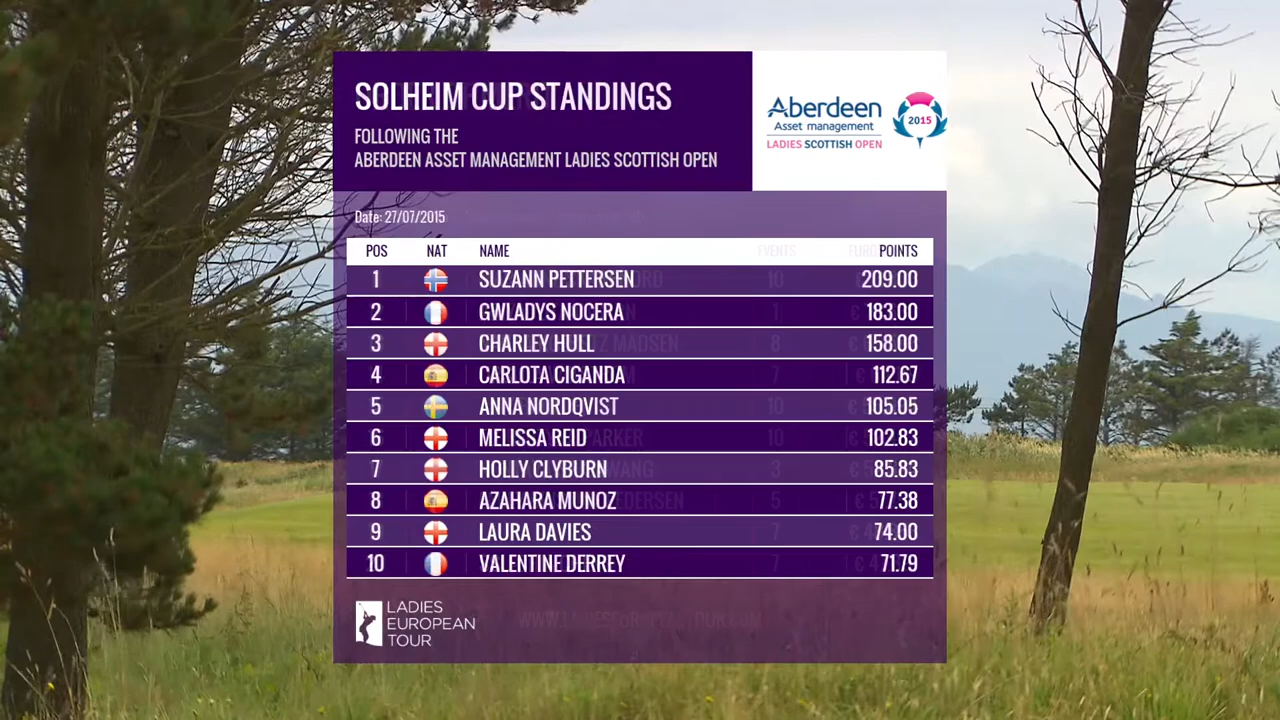 SOLHEIM CUP STANDINGS
FOLLOWING THE
ABERDEEN ASSET MANAGEMENT LADIES SCOTTISH OPEN
Aberdeen
Asset management
LADIES SCOTTISH OPEN
2015
Date: 27/07/2015
POS NAT NAME EVENTS POINTS
1 SUZANN PETTERSEN 209.00
2 GWLADYS NOCERA 183.00
3 CHARLEY HULL 158.00
4 CARLOTA CIGANDA 112.67
5 ANNA NORDQVIST 105.05
6 MELISSA REID 102.83
7 HOLLY CLYBURN 85.83
8 AZAHARA MUNOZ 77.38
9 LAURA DAVIES 74.00
10 VALENTINE DERREY 71.79
LADIES
EUROPEAN
TOUR